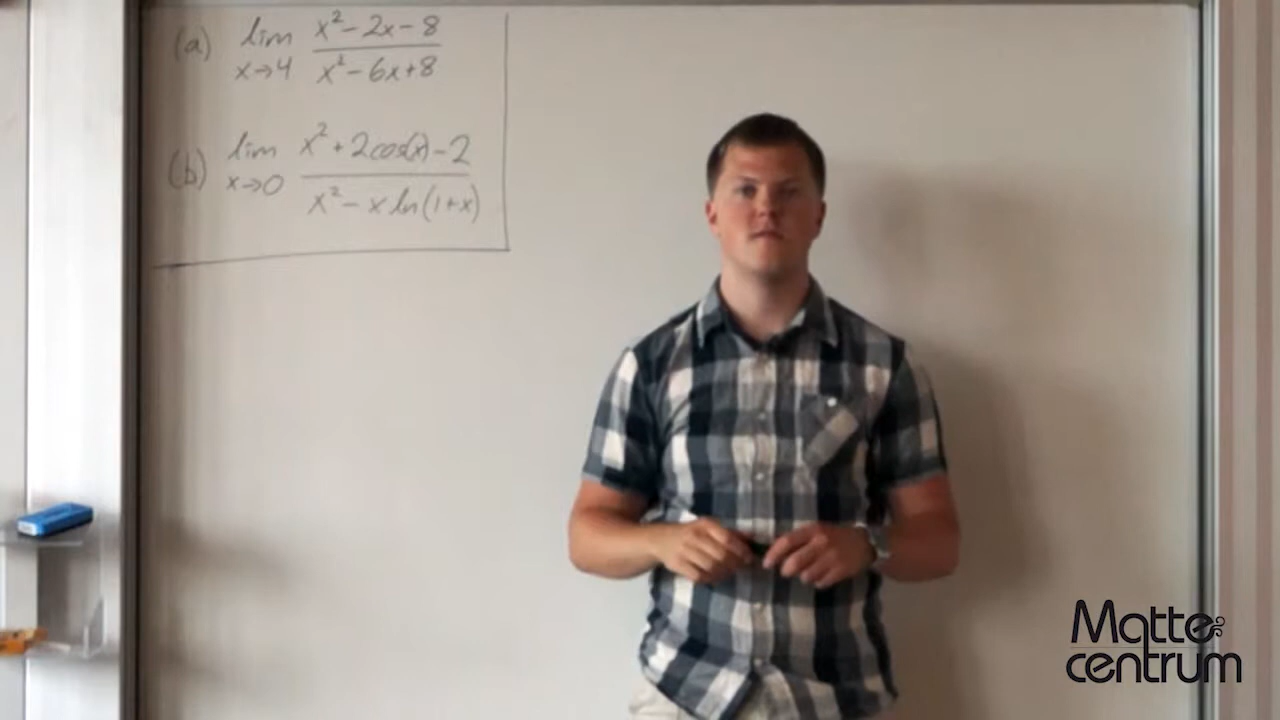 (a) lim x→4 x²-2x-8 / x²-6x+8
(b) lim x→0 x²+2cos(x)-2 / x²-x ln(1+x)
Matte
centrum